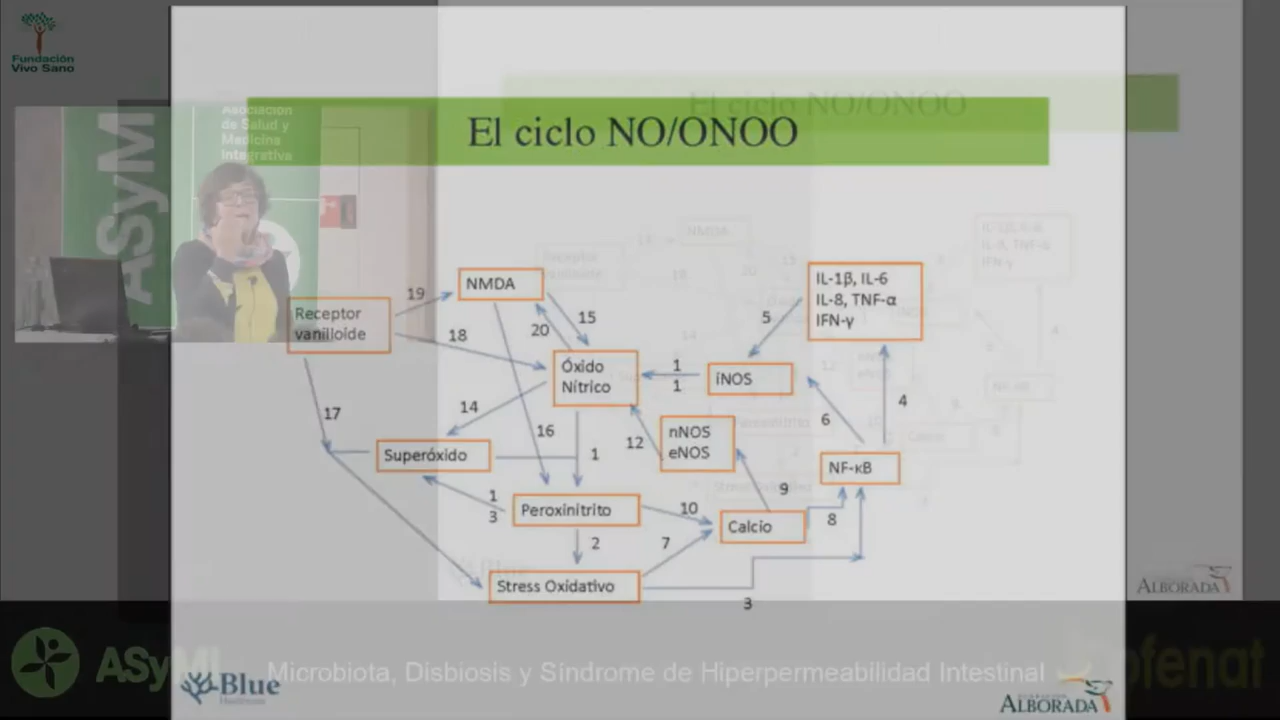 Fundación
Vivo Sano
ASyMI
Asociación
de Salud y
Medicina
Integrativa
El ciclo NO/ONOO
El ciclo NO/ONOO
Receptor
vanilloide
19
NMDA
18
20
15
Óxido
Nítrico
1
1
iNOS
5
IL-1β, IL-6
IL-8, TNF-α
IFN-γ
17
14
16
1
12
nNOS
eNOS
6
4
Superóxido
NF-κB
9
1
3
Peroxinitrito
10
Calcio
8
2
7
Stress Oxidativo
3
ALBORADA
ASyMI
Microbiota, Disbiosis y Síndrome de Hiperpermeabilidad Intestinal
Blue
ALBORADA